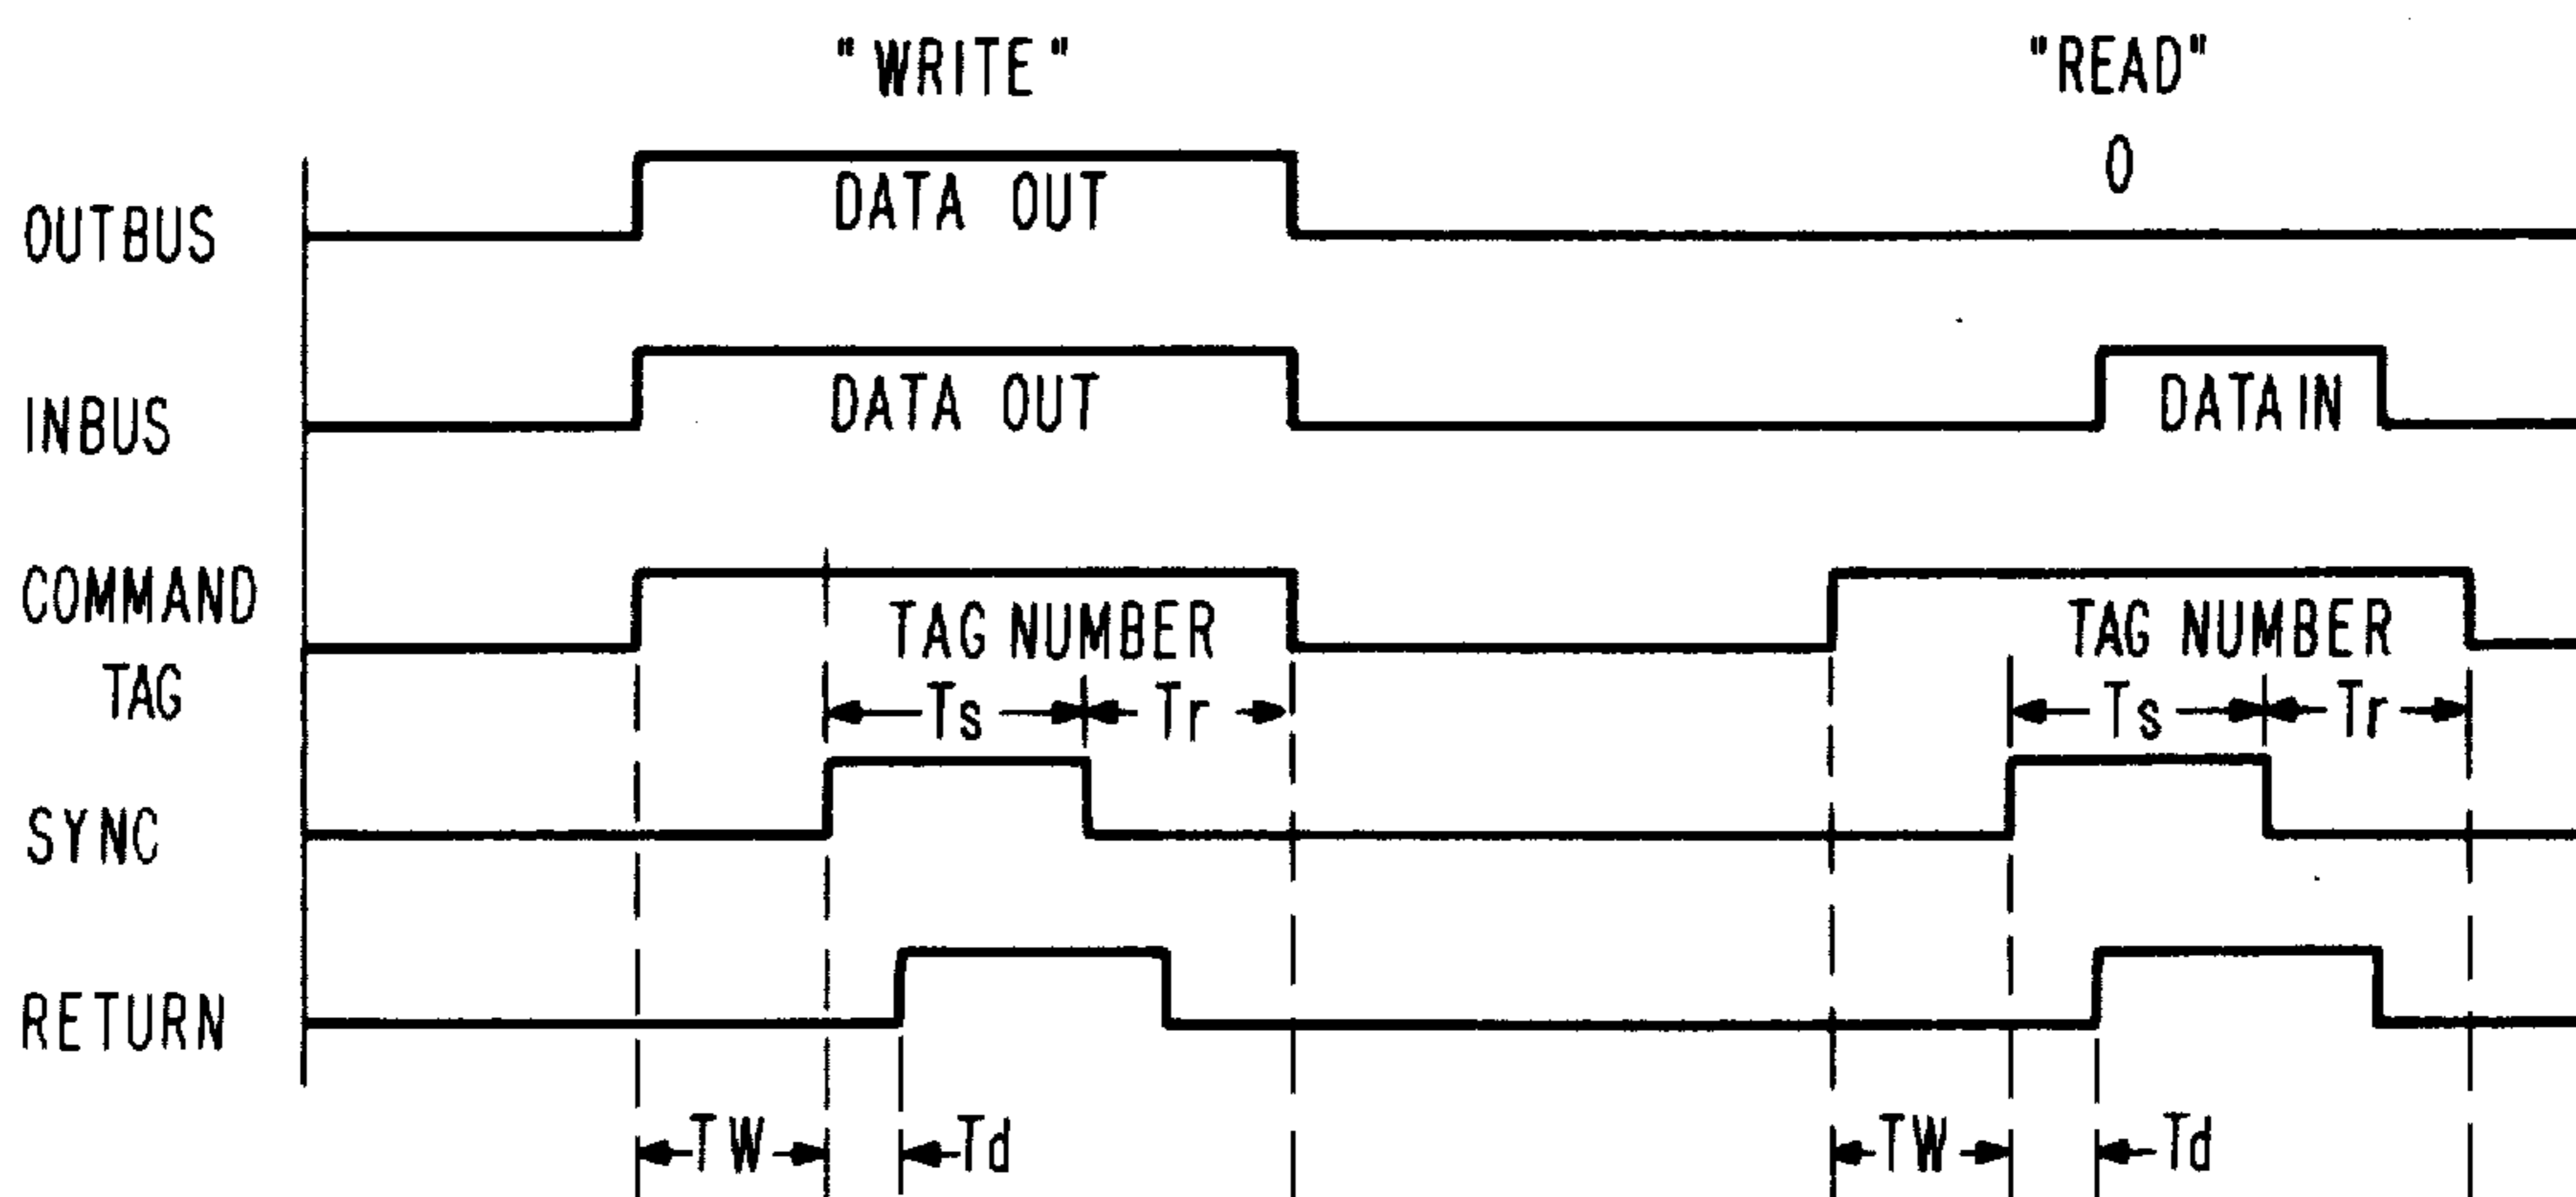 "WRITE" "READ"
0
OUTBUS DATA OUT
INBUS DATA OUT DATA IN
COMMAND TAG NUMBER TAG NUMBER
TAG Ts Tr Ts Tr
SYNC
RETURN
TW Td TW Td